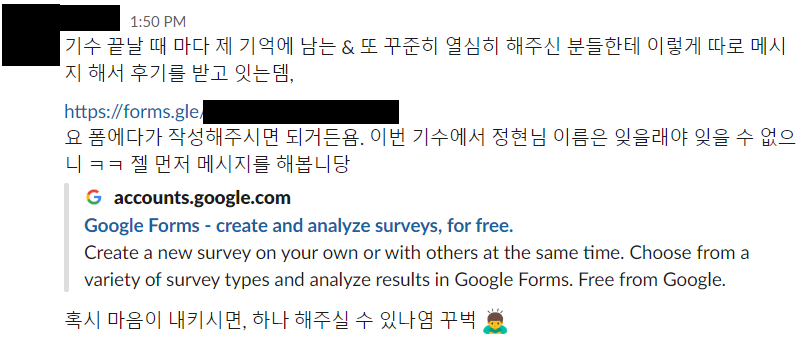 1:50 PM
기수 끝날 때 마다 제 기억에 남는 & 또 꾸준히 열심히 해주신 분들한테 이렇게 따로 메시
지 해서 후기를 받고 잇는뎀,
https://forms.gle/
요 폼에다가 작성해주시면 되거든욤. 이번 기수에서 정현님 이름은 잊을래야 잊을 수 없으
니 ㅋㅋ 젤 먼저 메시지를 해봅니당
accounts.google.com
Google Forms - create and analyze surveys, for free.
Create a new survey on your own or with others at the same time. Choose from a
variety of survey types and analyze results in Google Forms. Free from Google.
혹시 마음이 내키시면, 하나 해주실 수 있나염 꾸벅 🙇‍♂️